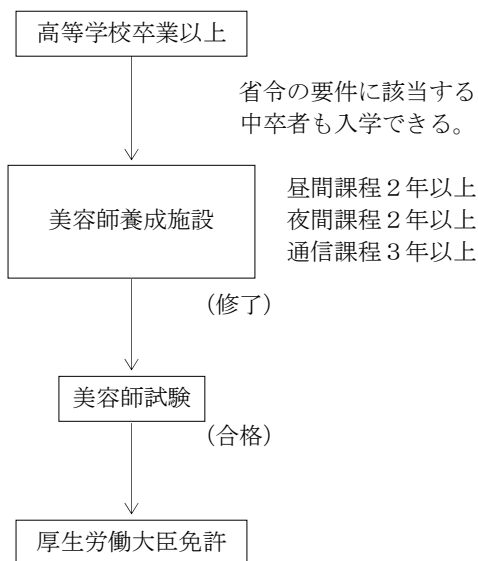 高等学校卒業以上
省令の要件に該当する
中卒者も入学できる。
美容師養成施設
昼間課程２年以上
夜間課程２年以上
通信課程３年以上
(修了)
美容師試験
(合格)
厚生労働大臣免許